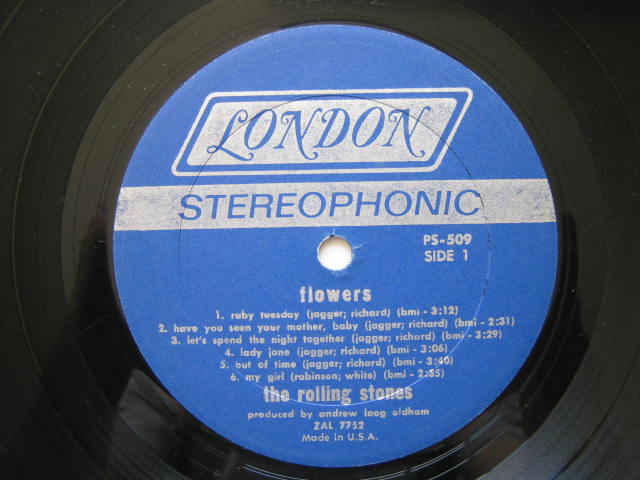 LONDON
STEREOPHONIC
PS-509
SIDE 1
flowers
1. ruby tuesday (jagger; richard) (bmi - 3:12)
2. have you seen your mother, baby (jagger; richard) (bmi - 2:31)
3. let's spend the night together (jagger; richard) (bmi - 3:29)
4. lady jane (jagger; richard) (bmi - 3:06)
5. out of time (jagger; richard) (bmi - 3:40)
6. my girl (robinson; white) (bmi - 2:35)
the rolling stones
produced by andrew loog oldham
ZAL 7752
Made in U.S.A.